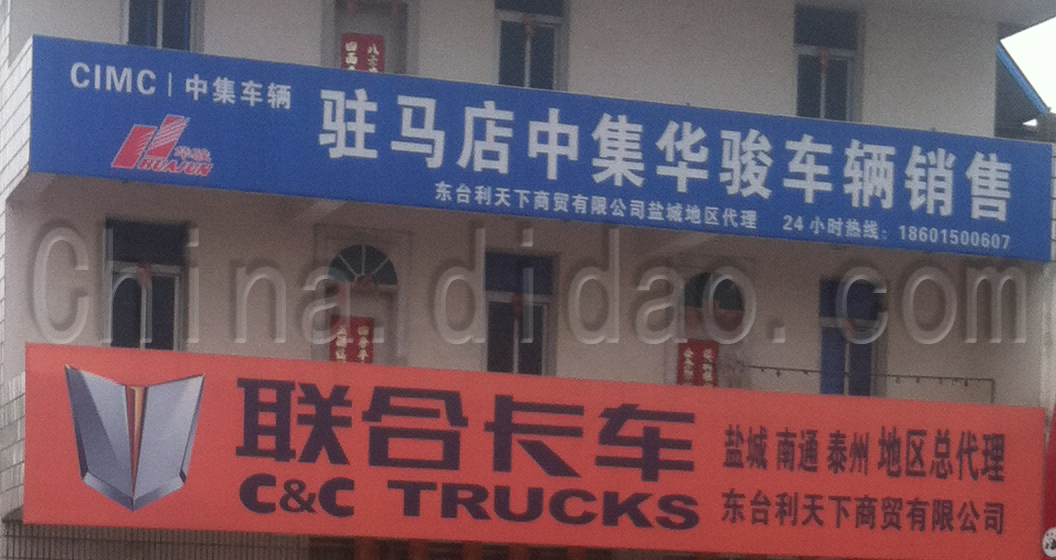 CIMC | 中集车辆
华骏
HUAJUN
驻马店中集华骏车辆销售
东台利天下商贸有限公司盐城地区代理 24小时热线：18601500607
China.didao.com
联合卡车
C&C TRUCKS
盐城 南通 泰州 地区总代理
东台利天下商贸有限公司